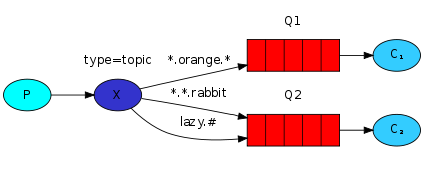 Q1
type=topic
*.orange.*
C₁
P
X
*.*.rabbit
Q2
lazy.#
C₂